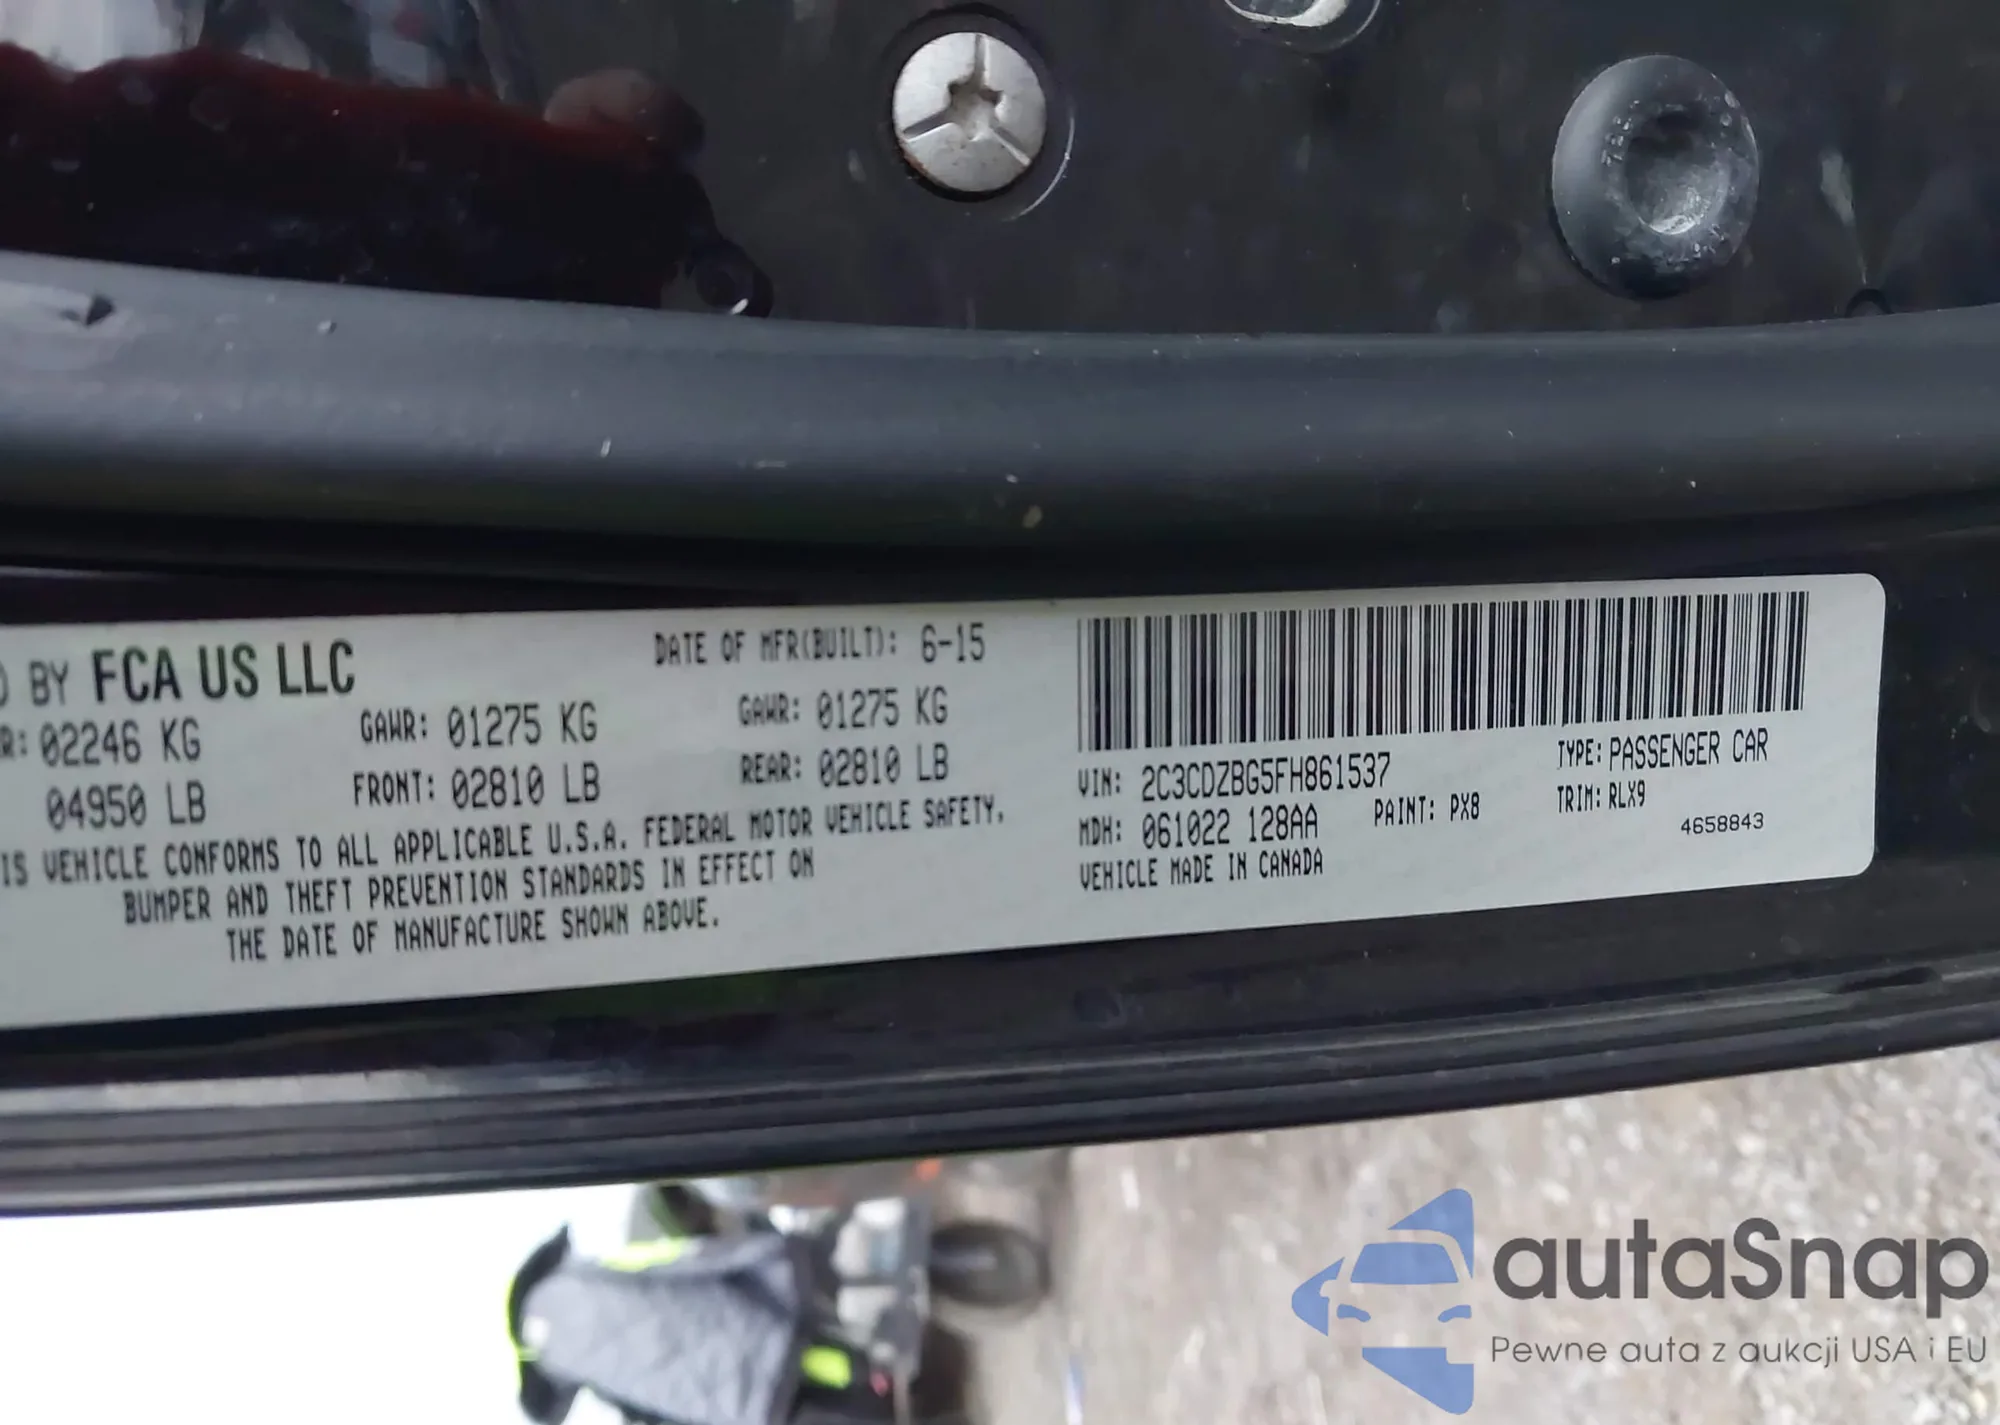 ) BY FCA US LLC
DATE OF MFR(BUILT): 6-15
R: 02246 KG
04950 LB
GAWR: 01275 KG
FRONT: 02810 LB
GAWR: 01275 KG
REAR: 02810 LB
IS VEHICLE CONFORMS TO ALL APPLICABLE U.S.A. FEDERAL MOTOR VEHICLE SAFETY,
BUMPER AND THEFT PREVENTION STANDARDS IN EFFECT ON
THE DATE OF MANUFACTURE SHOWN ABOVE.
VIN: 2C3CDZBG5FH861537
TYPE: PASSENGER CAR
MDH: 061022 128AA
PAINT: PX8
TRIM: RLX9
VEHICLE MADE IN CANADA
4658843
autaSnap
Pewne auta z aukcji USA i EU